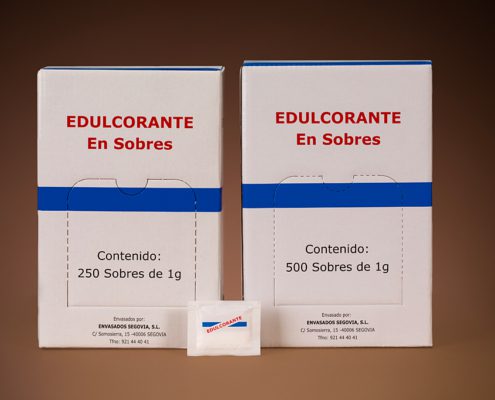 EDULCORANTE
En Sobres
Contenido:
250 Sobres de 1g
Envasados por:
ENVASADOS SEGOVIA, S.L.
C/ Somosierra, 15 -40006 SEGOVIA
Tfno: 921 44 40 41
EDULCORANTE
En Sobres
Contenido:
500 Sobres de 1g
Envasados por:
ENVASADOS SEGOVIA, S.L.
C/ Somosierra, 15 -40006 SEGOVIA
Tfno: 921 44 40 41
EDULCORANTE